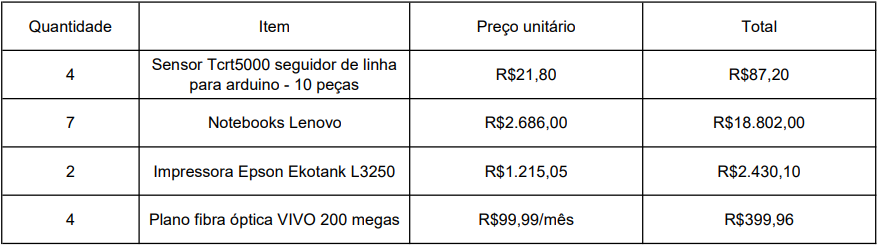 Quantidade Item Preço unitário Total
4 Sensor Tcrt5000 seguidor de linha para arduino - 10 peças R$21,80 R$87,20
7 Notebooks Lenovo R$2.686,00 R$18.802,00
2 Impressora Epson Ekotank L3250 R$1.215,05 R$2.430,10
4 Plano fibra óptica VIVO 200 megas R$99,99/mês R$399,96